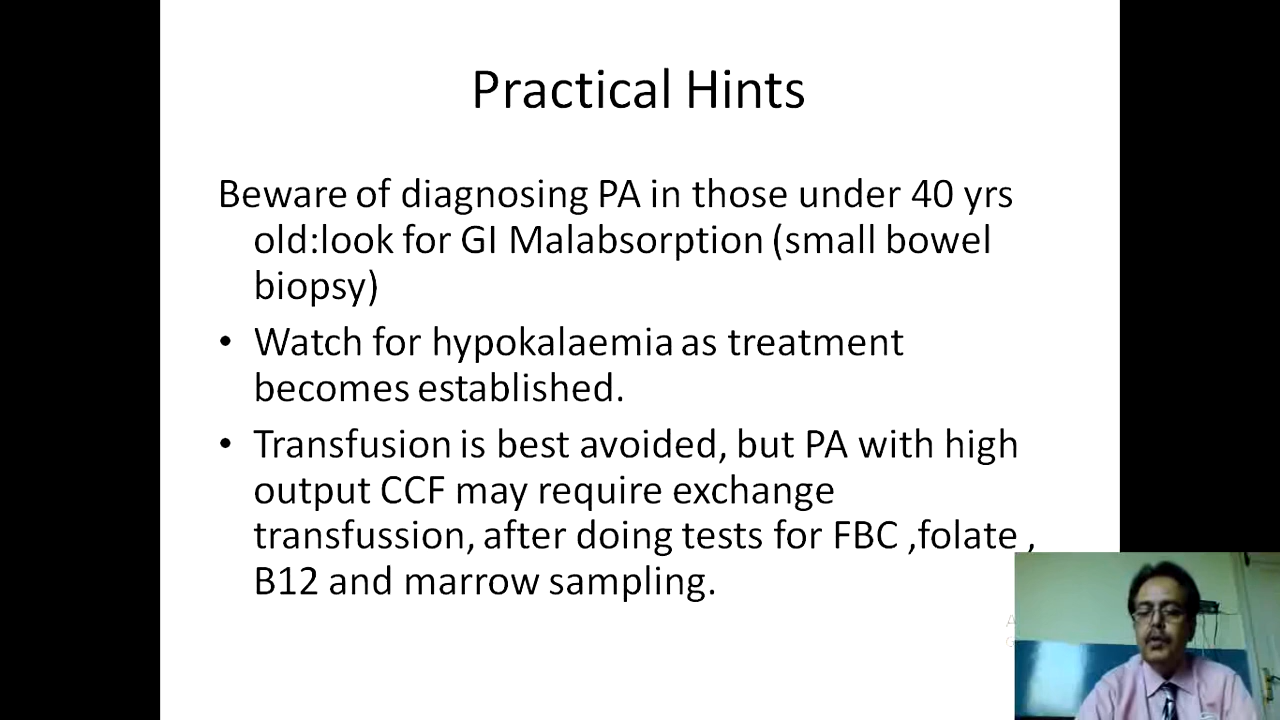 Practical Hints
Beware of diagnosing PA in those under 40 yrs
old:look for GI Malabsorption (small bowel
biopsy)
• Watch for hypokalaemia as treatment
becomes established.
• Transfusion is best avoided, but PA with high
output CCF may require exchange
transfussion, after doing tests for FBC ,folate ,
B12 and marrow sampling.